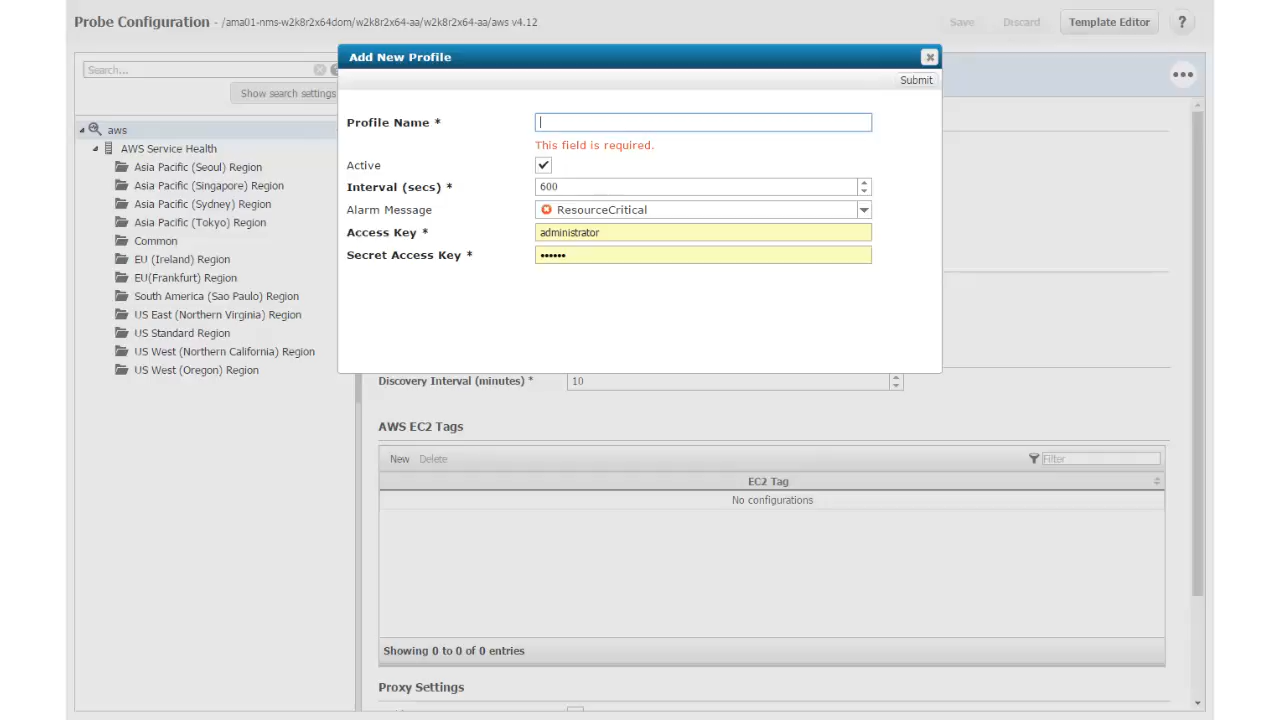 Probe Configuration - /ama01-nms-w2k8r2x64dom/w2k8r2x64-aa/w2k8r2x64-aa/aws v4.12
Save Discard Template Editor ?
Add New Profile
Submit
Search...
Show search settings
aws
AWS Service Health
Asia Pacific (Seoul) Region
Asia Pacific (Singapore) Region
Asia Pacific (Sydney) Region
Asia Pacific (Tokyo) Region
Common
EU (Ireland) Region
EU(Frankfurt) Region
South America (Sao Paulo) Region
US East (Northern Virginia) Region
US Standard Region
US West (Northern California) Region
US West (Oregon) Region
Profile Name *
This field is required.
Active
Interval (secs) * 600
Alarm Message ResourceCritical
Access Key * administrator
Secret Access Key * ••••••
Discovery Interval (minutes) * 10
AWS EC2 Tags
New Delete Filter
EC2 Tag
No configurations
Showing 0 to 0 of 0 entries
Proxy Settings